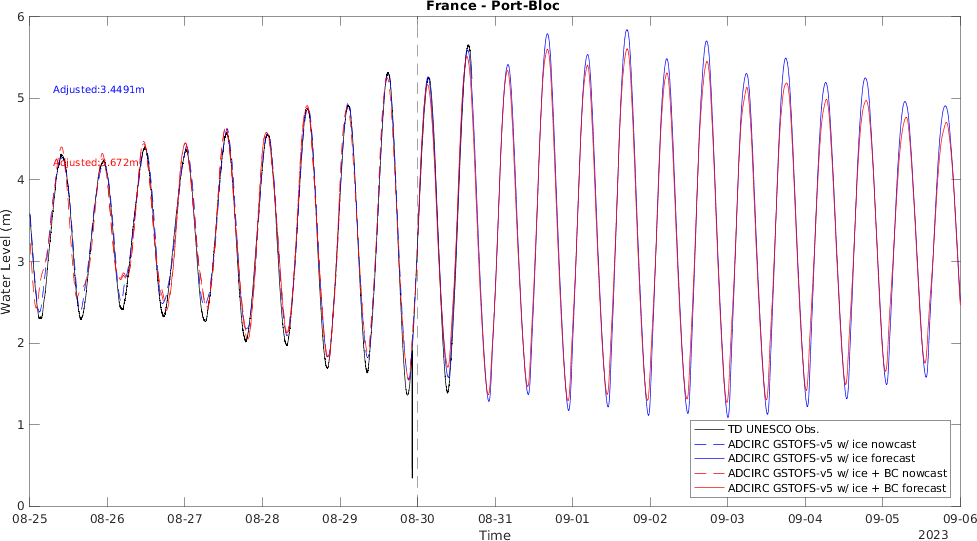 France - Port-Bloc
6
5
4
3
2
1
0
Water Level (m)
Adjusted:3.4491m
TD UNESCO Obs.
ADCIRC GSTOFS-v5 w/ ice nowcast
ADCIRC GSTOFS-v5 w/ ice forecast
ADCIRC GSTOFS-v5 w/ ice + BC nowcast
ADCIRC GSTOFS-v5 w/ ice + BC forecast
08-25 08-26 08-27 08-28 08-29 08-30 08-31 09-01 09-02 09-03 09-04 09-05 09-06
Time
2023